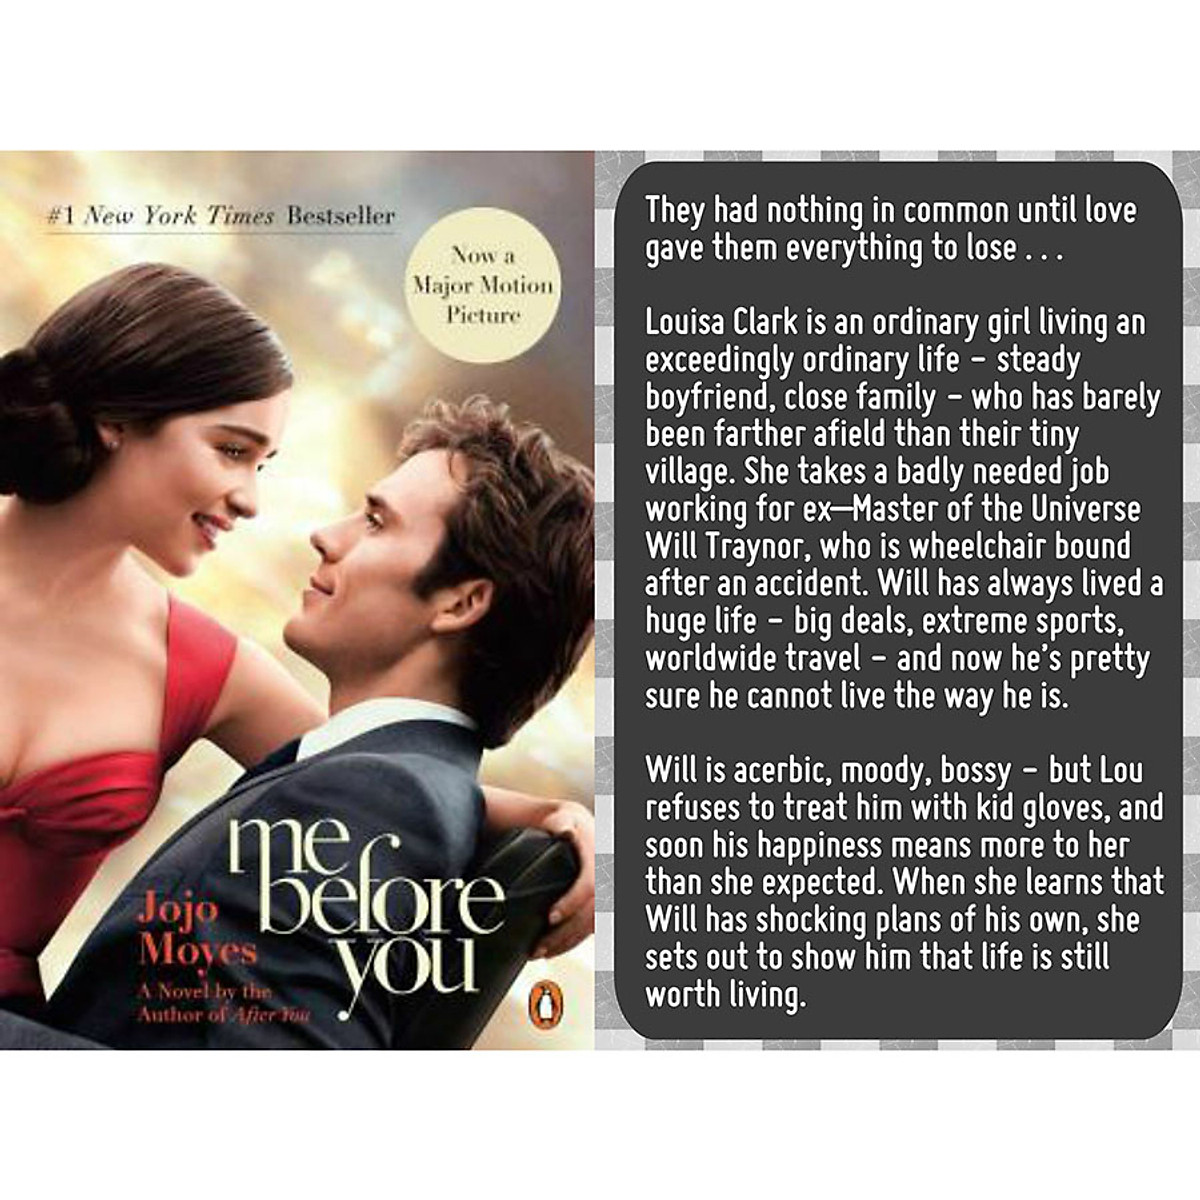 #1 New York Times Bestseller
Now a
Major Motion
Picture
me
before
you
Jojo
Moyes
A Novel by the
Author of After You
They had nothing in common until love
gave them everything to lose . . .
Louisa Clark is an ordinary girl living an
exceedingly ordinary life – steady
boyfriend, close family – who has barely
been farther afield than their tiny
village. She takes a badly needed job
working for ex—Master of the Universe
Will Traynor, who is wheelchair bound
after an accident. Will has always lived a
huge life – big deals, extreme sports,
worldwide travel – and now he's pretty
sure he cannot live the way he is.
Will is acerbic, moody, bossy – but Lou
refuses to treat him with kid gloves, and
soon his happiness means more to her
than she expected. When she learns that
Will has shocking plans of his own, she
sets out to show him that life is still
worth living.